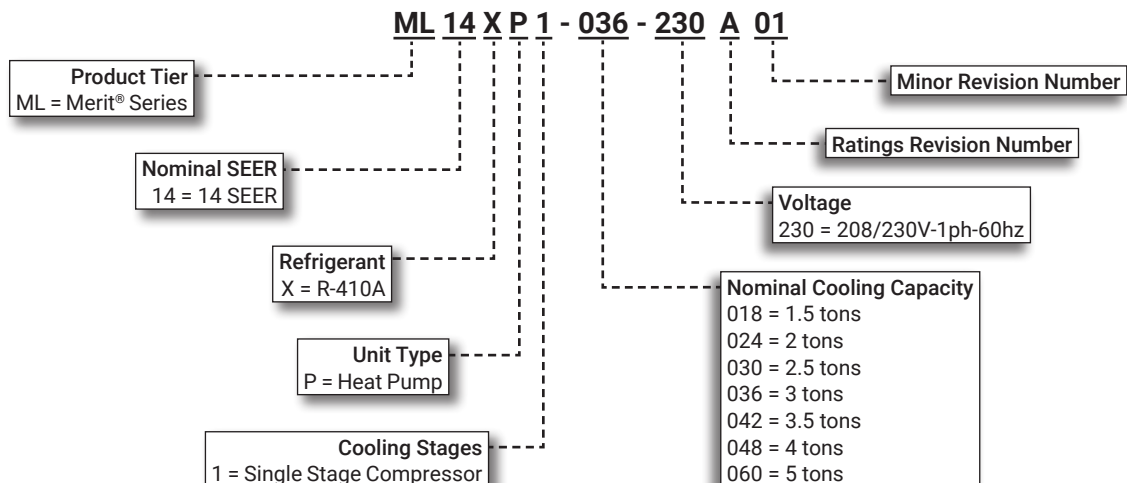 ML 14 X P 1 - 036 - 230 A 01
Product Tier
ML = Merit® Series
Minor Revision Number
Nominal SEER
14 = 14 SEER
Ratings Revision Number
Voltage
230 = 208/230V-1ph-60hz
Refrigerant
X = R-410A
Nominal Cooling Capacity
018 = 1.5 tons
024 = 2 tons
030 = 2.5 tons
036 = 3 tons
042 = 3.5 tons
048 = 4 tons
060 = 5 tons
Unit Type
P = Heat Pump
Cooling Stages
1 = Single Stage Compressor